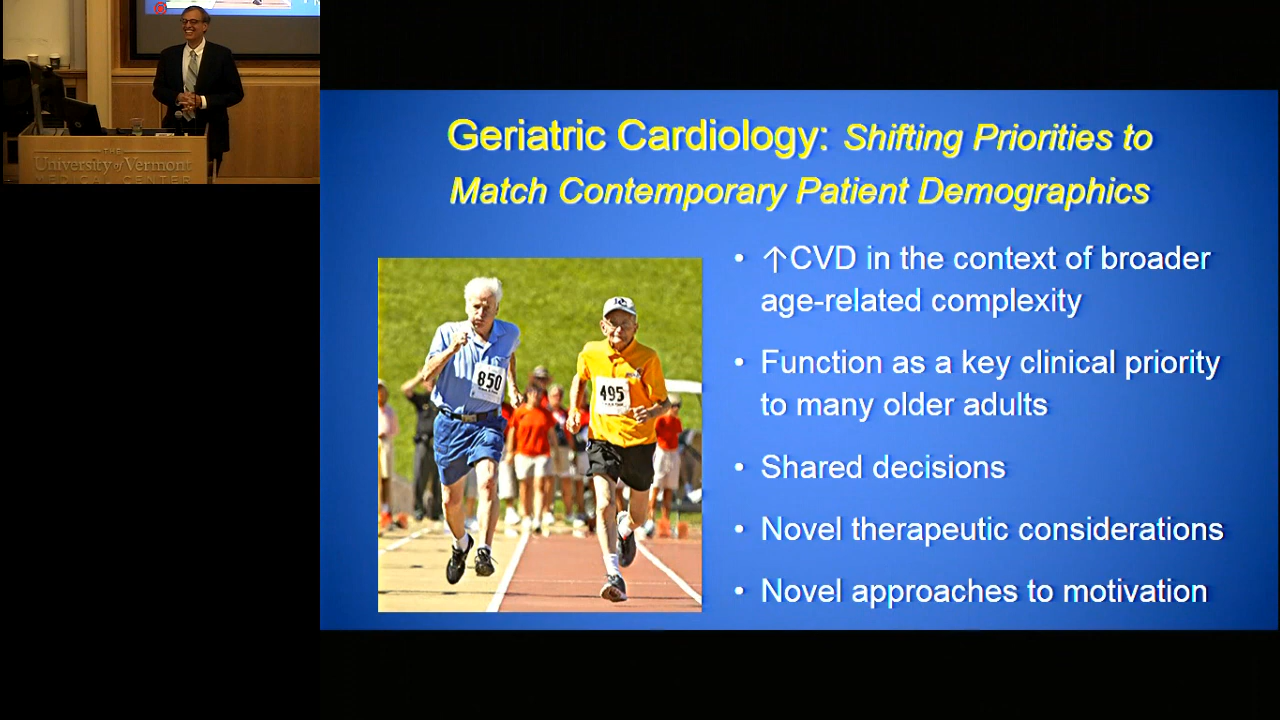 THE
University of Vermont
MEDICAL CENTER
Geriatric Cardiology: Shifting Priorities to
Match Contemporary Patient Demographics
• ↑CVD in the context of broader
age-related complexity
• Function as a key clinical priority
to many older adults
• Shared decisions
• Novel therapeutic considerations
• Novel approaches to motivation
850
495